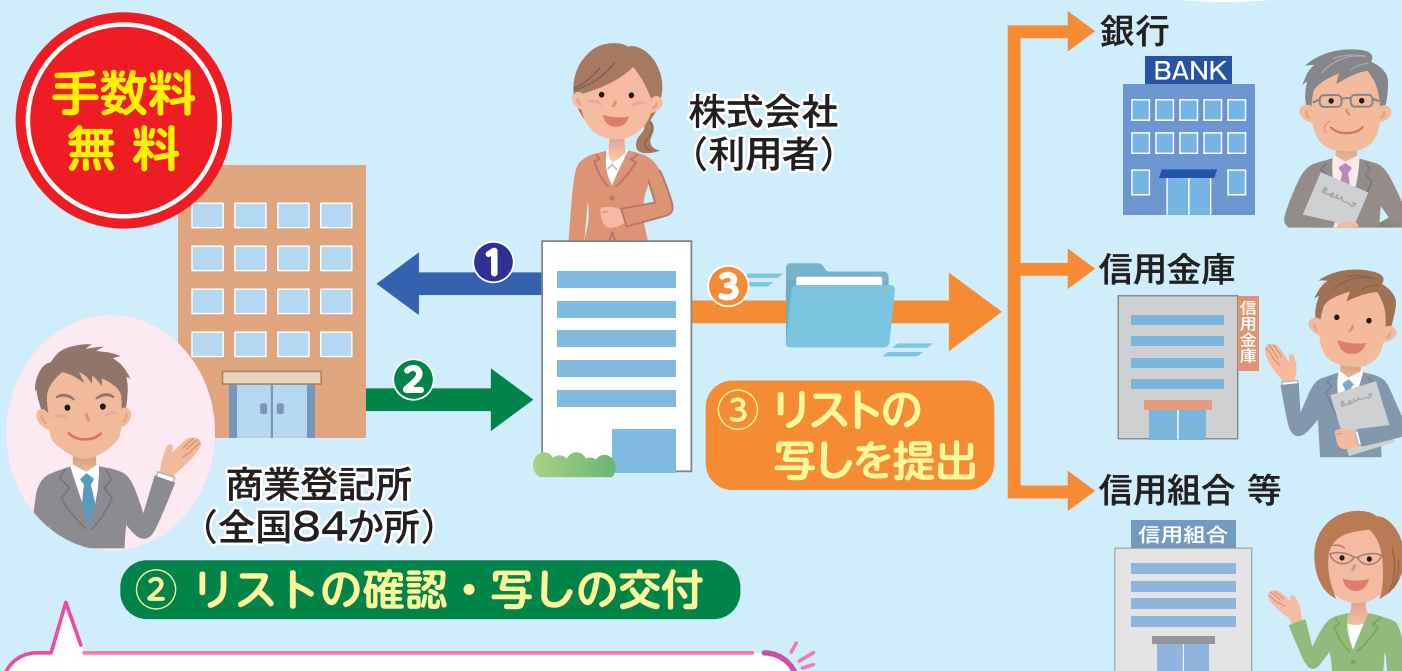 手数料
無料
株式会社
（利用者）
①
②
③
商業登記所
（全国84か所）
② リストの確認・写しの交付
③ リストの
写しを提出
銀行
BANK
信用金庫
信用金庫
信用組合 等
信用組合